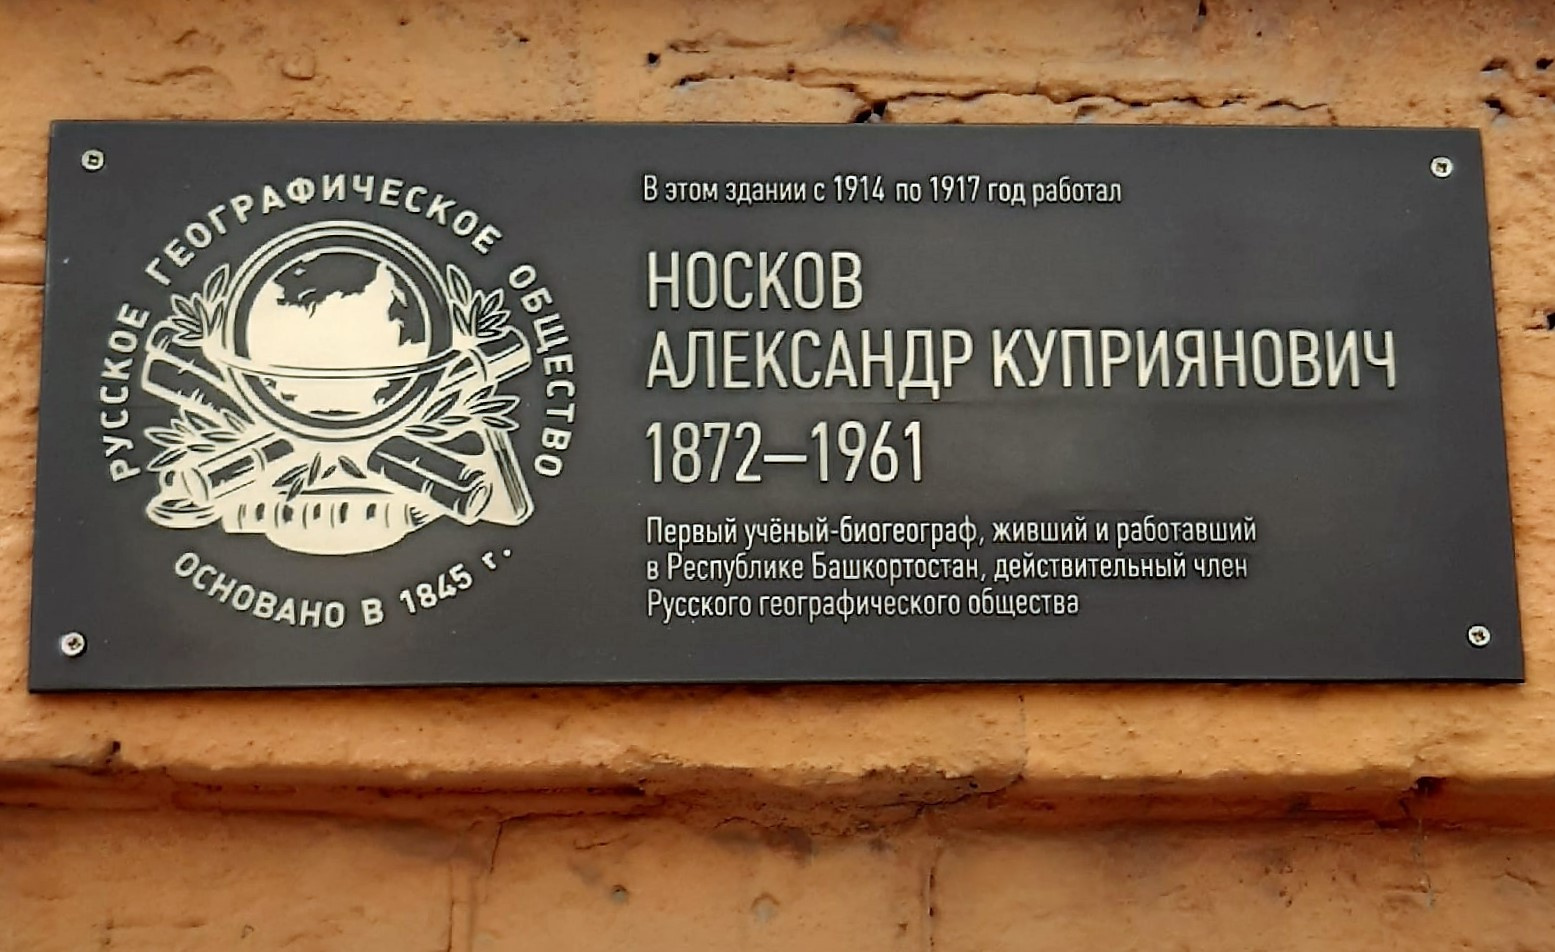 РУССКОЕ ГЕОГРАФИЧЕСКОЕ ОБЩЕСТВО
ОСНОВАНО В 1845 г.
В этом здании с 1914 по 1917 год работал
НОСКОВ
АЛЕКСАНДР КУПРИЯНОВИЧ
1872–1961
Первый учёный-биогеограф, живший и работавший
в Республике Башкортостан, действительный член
Русского географического общества